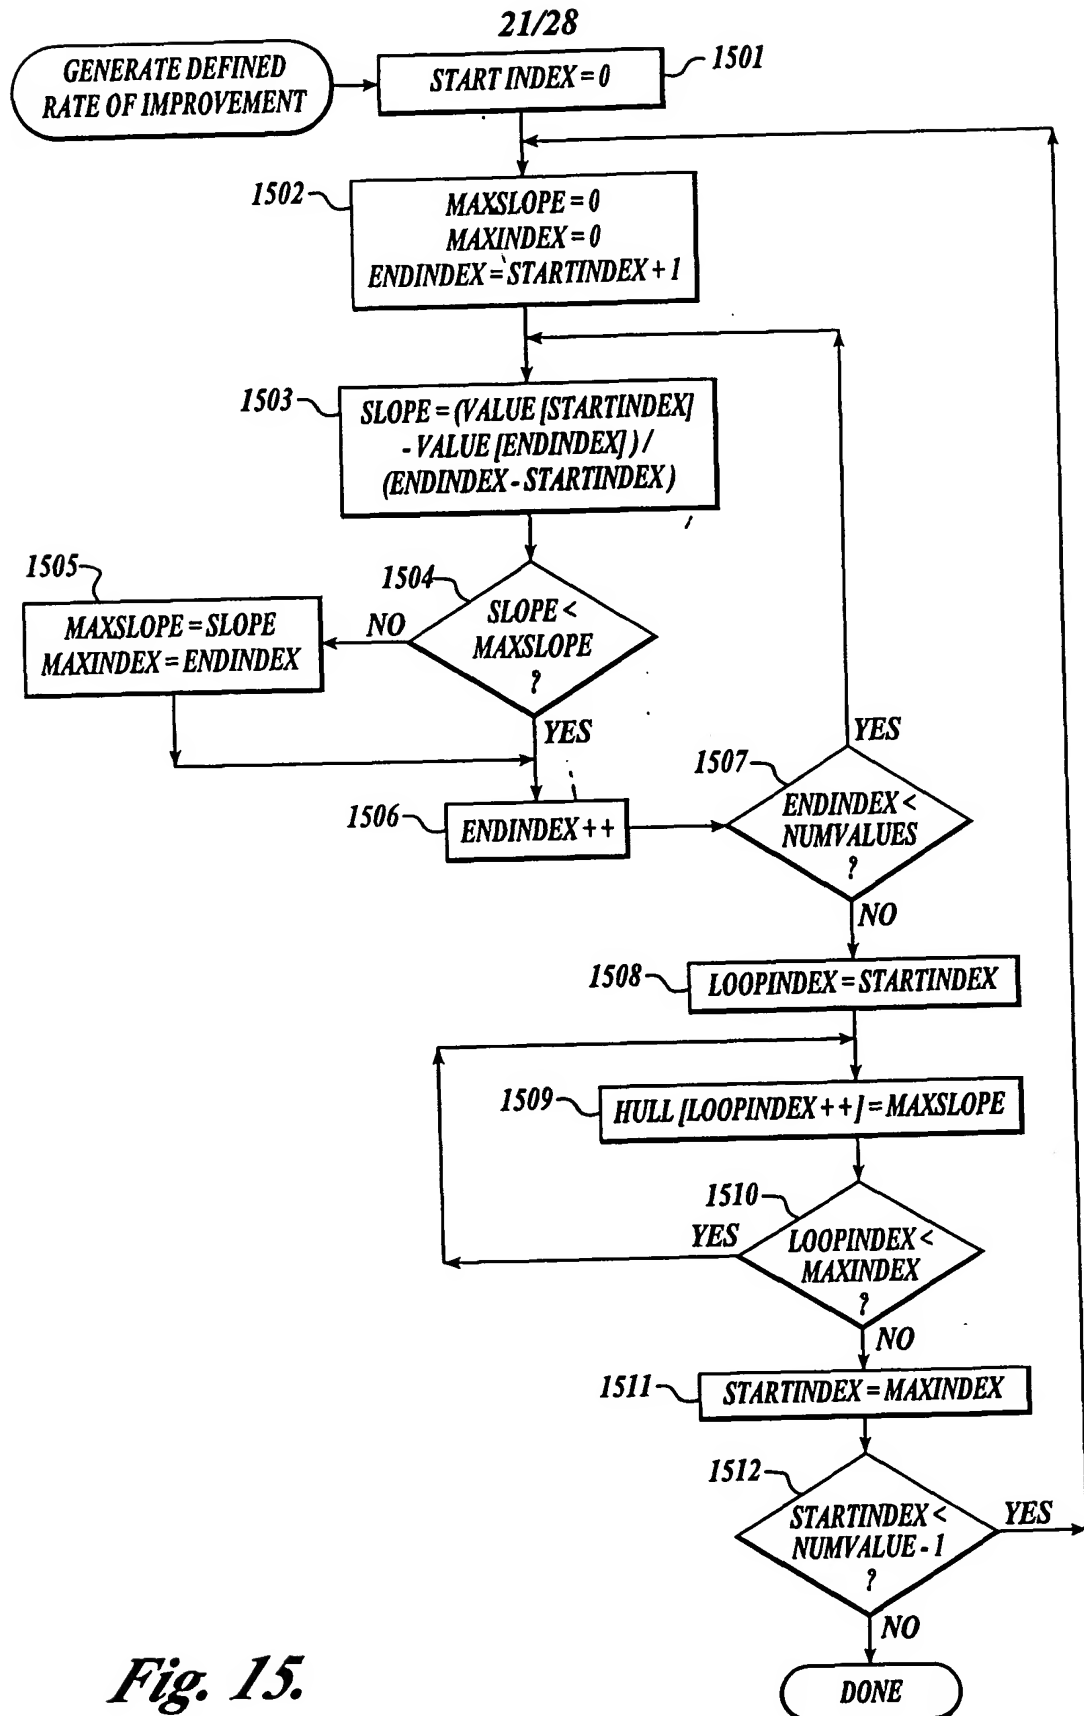 21/28
GENERATE DEFINED
RATE OF IMPROVEMENT
START INDEX = 0
1501
1502
MAXSLOPE = 0
MAXINDEX = 0
ENDINDEX = STARTINDEX + 1
1503
SLOPE = (VALUE [STARTINDEX]
- VALUE [ENDINDEX] ) /
(ENDINDEX - STARTINDEX )
1504
SLOPE <
MAXSLOPE
?
NO
YES
1505
MAXSLOPE = SLOPE
MAXINDEX = ENDINDEX
1506
ENDINDEX ++
1507
ENDINDEX <
NUMVALUES
?
YES
NO
1508
LOOPINDEX = STARTINDEX
1509
HULL [LOOPINDEX ++] = MAXSLOPE
1510
LOOPINDEX <
MAXINDEX
?
YES
NO
1511
STARTINDEX = MAXINDEX
1512
STARTINDEX <
NUMVALUE - 1
?
YES
NO
DONE
Fig. 15.